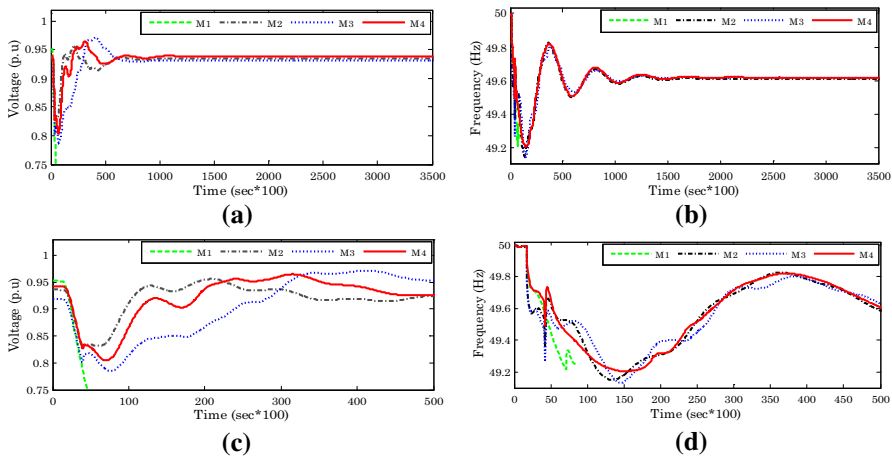 M1 M2 M3 M4
Voltage (p.u)
1
0.95
0.9
0.85
0.8
0.75
0 500 1000 1500 2000 2500 3000 3500
Time (sec*100)
(a)
M1 M2 M3 M4
Frequency (Hz)
50
49.8
49.6
49.4
49.2
0 500 1000 1500 2000 2500 3000 3500
Time (sec*100)
(b)
M1 M2 M3 M4
Voltage (p.u)
1
0.95
0.9
0.85
0.8
0.75
0 100 200 300 400 500
Time (sec*100)
(c)
M1 M2 M3 M4
Frequency (Hz)
50
49.8
49.6
49.4
49.2
0 50 100 150 200 250 300 350 400 450 500
Time (sec*100)
(d)